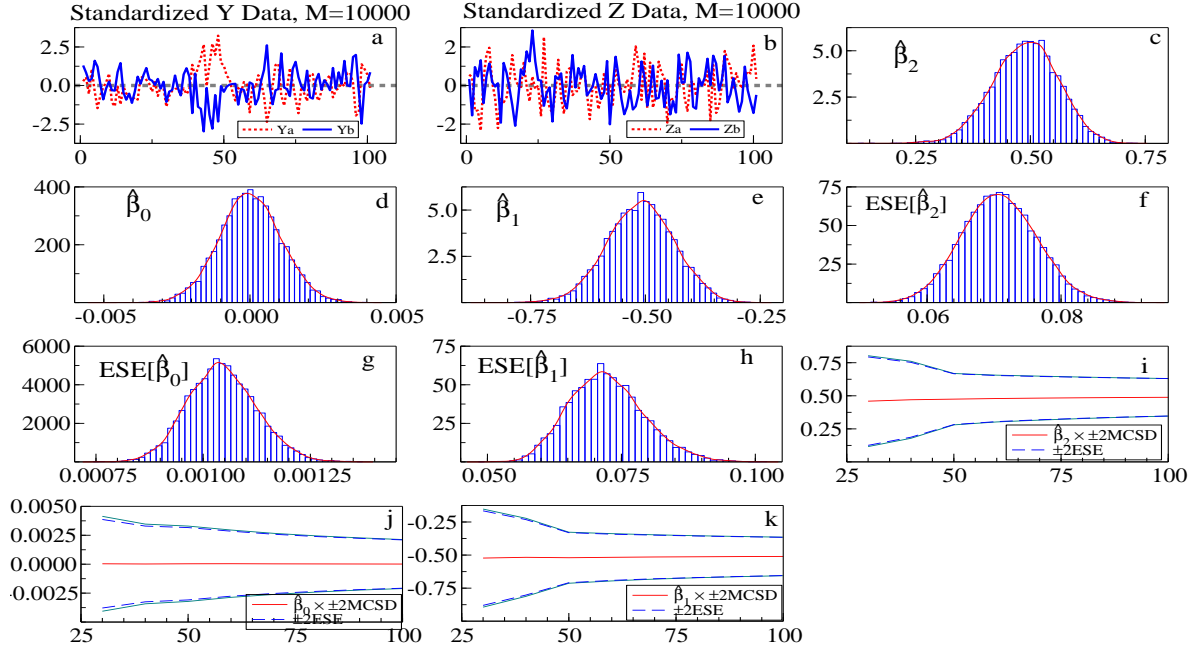 Standardized Y Data, M=10000
a
2.5
0.0
-2.5
Ya Yb
0 50 100
Standardized Z Data, M=10000
b
2
0
-2
Za Zb
0 50 100
c
β̂2
5.0
2.5
0.25 0.50 0.75
d
β̂0
400
200
-0.005 0.000 0.005
e
β̂1
5.0
2.5
-0.75 -0.50 -0.25
f
ESE[β̂2]
75
50
25
0.06 0.08
g
ESE[β̂0]
6000
4000
2000
0.00075 0.00100 0.00125
h
ESE[β̂1]
75
50
25
0.050 0.075 0.100
i
0.75
0.50
0.25
β̂2 × ±2MCSD
±2ESE
25 50 75 100
j
0.0050
0.0025
0.0000
-0.0025
β̂0 × ±2MCSD
±2ESE
25 50 75 100
k
-0.25
-0.50
-0.75
β̂1 × ±2MCSD
±2ESE
25 50 75 100